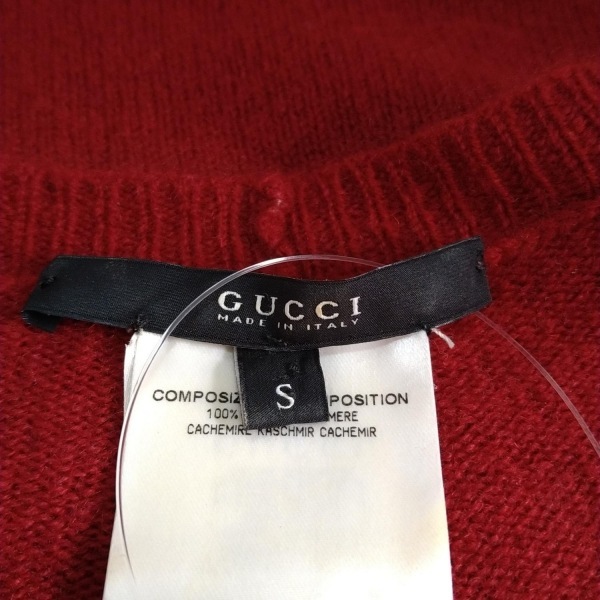 GUCCI
MADE IN ITALY
S
COMPOSIZ POSITION
100% MERE
CACHEMIRE KASCHMIR CACHEMIR